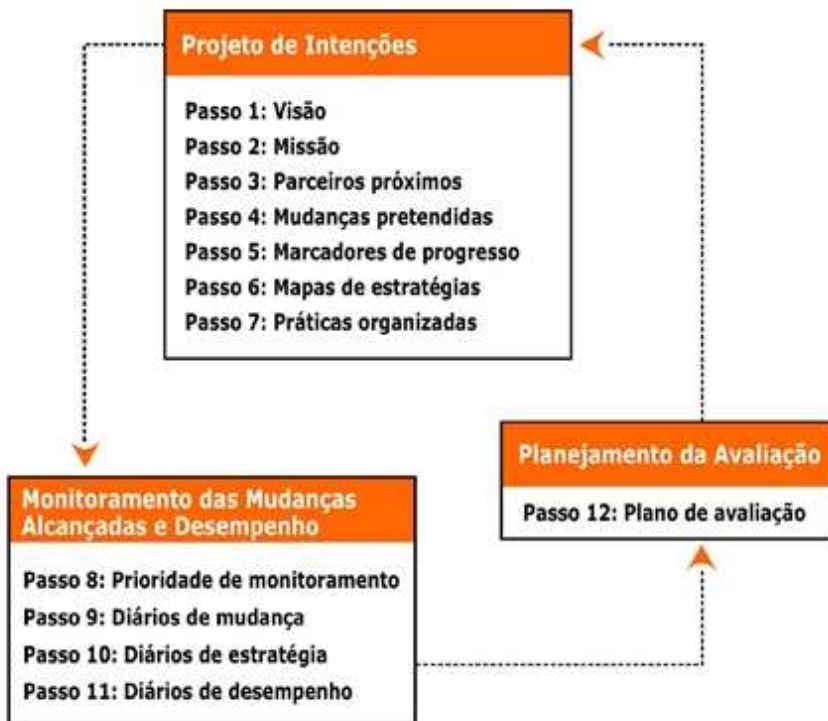 Projeto de Intenções
Passo 1: Visão
Passo 2: Missão
Passo 3: Parceiros próximos
Passo 4: Mudanças pretendidas
Passo 5: Marcadores de progresso
Passo 6: Mapas de estratégias
Passo 7: Práticas organizadas
Monitoramento das Mudanças
Alcançadas e Desempenho
Passo 8: Prioridade de monitoramento
Passo 9: Diários de mudança
Passo 10: Diários de estratégia
Passo 11: Diários de desempenho
Planejamento da Avaliação
Passo 12: Plano de avaliação